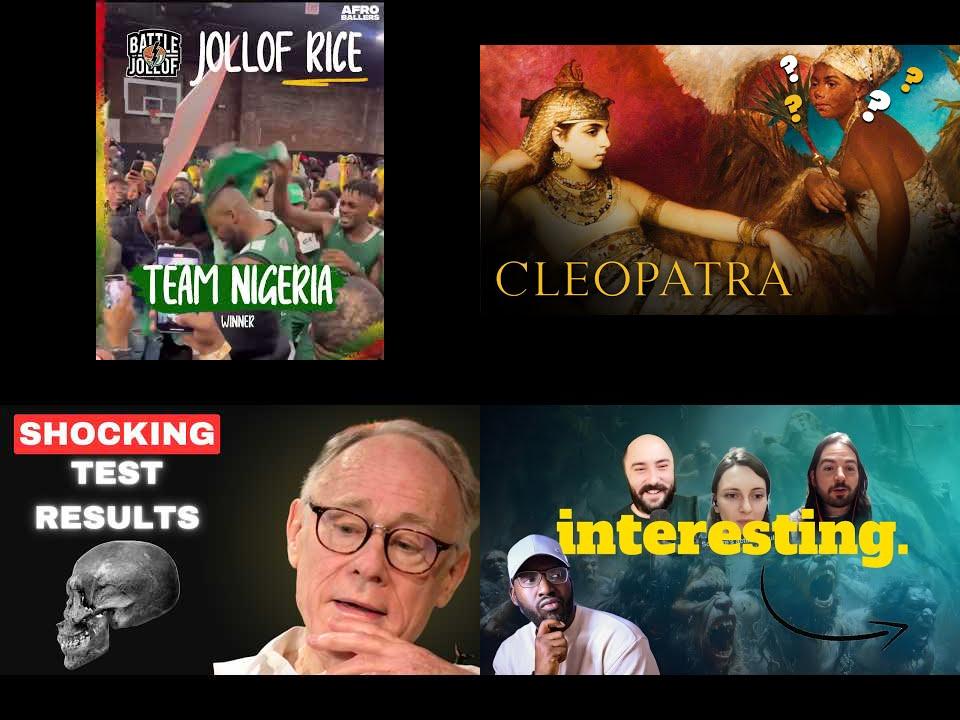 AFRO
BALLERS
BATTLE
JOLLOF
JOLLOF RICE
TEAM NIGERIA
WINNER
? ? ? ?
CLEOPATRA
SHOCKING
TEST
RESULTS
interesting.